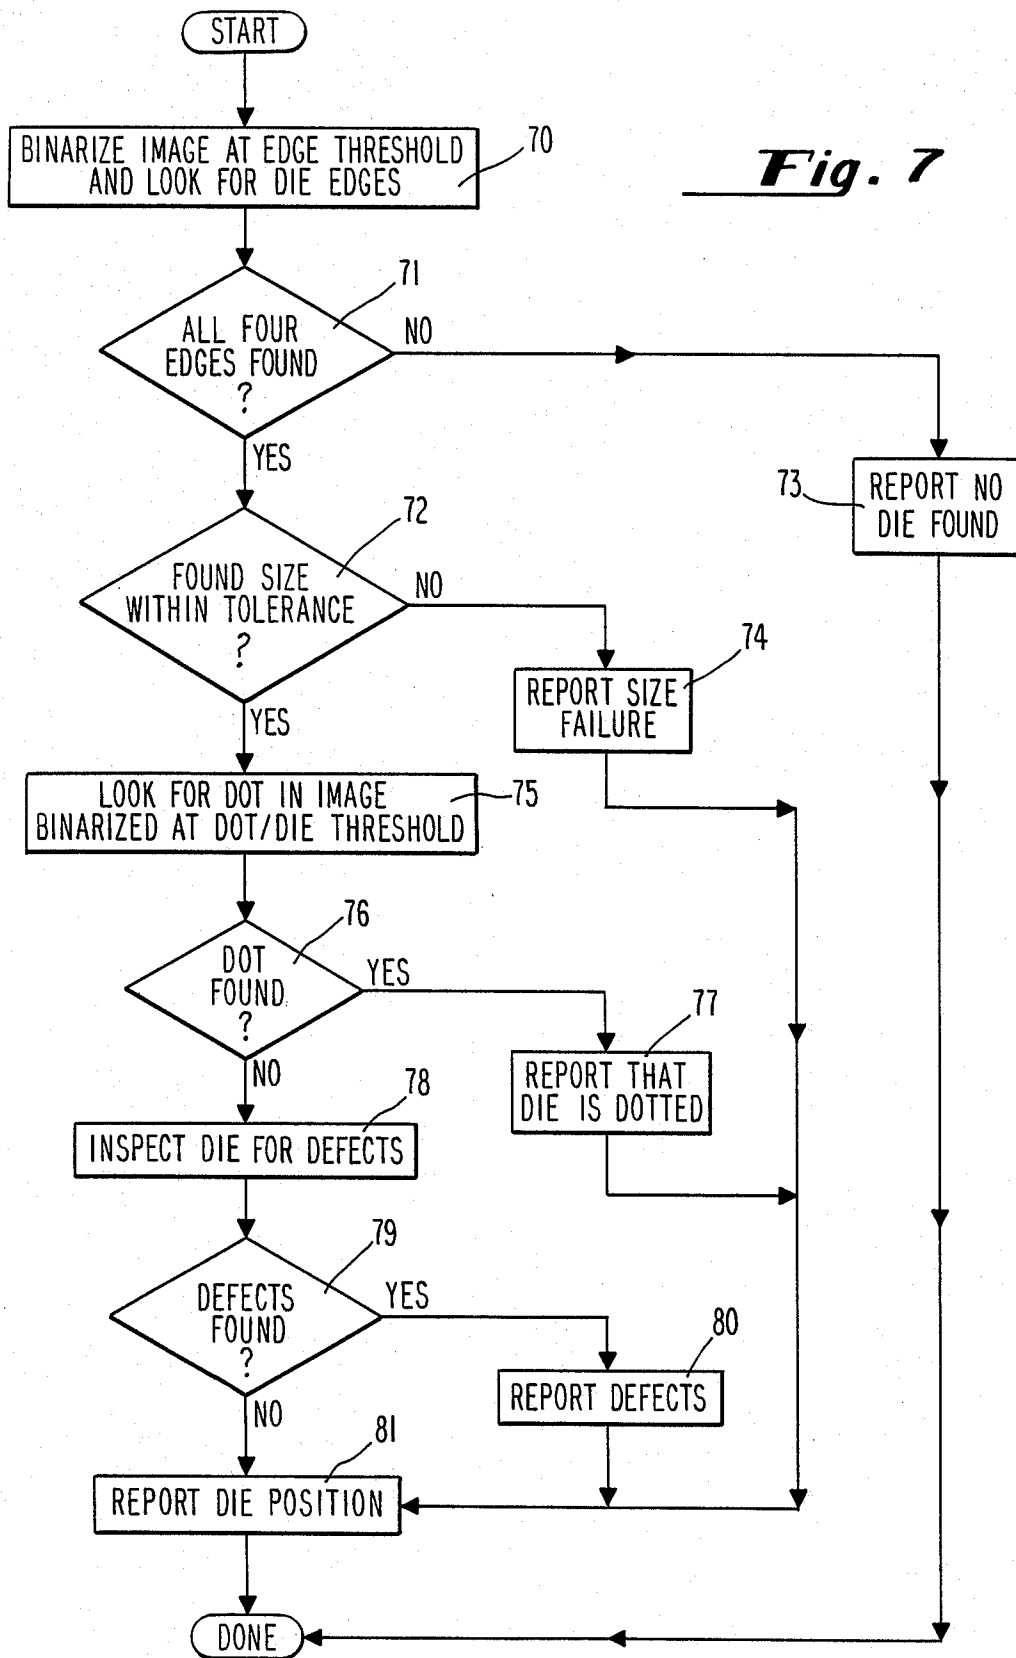 START
BINARIZE IMAGE AT EDGE THRESHOLD
AND LOOK FOR DIE EDGES
70
Fig. 7
71
ALL FOUR
EDGES FOUND
?
NO
YES
73
REPORT NO
DIE FOUND
72
FOUND SIZE
WITHIN TOLERANCE
?
NO
YES
74
REPORT SIZE
FAILURE
LOOK FOR DOT IN IMAGE
BINARIZED AT DOT/DIE THRESHOLD
75
76
DOT
FOUND
?
YES
NO
77
REPORT THAT
DIE IS DOTTED
78
INSPECT DIE FOR DEFECTS
79
DEFECTS
FOUND
?
YES
NO
80
REPORT DEFECTS
81
REPORT DIE POSITION
DONE